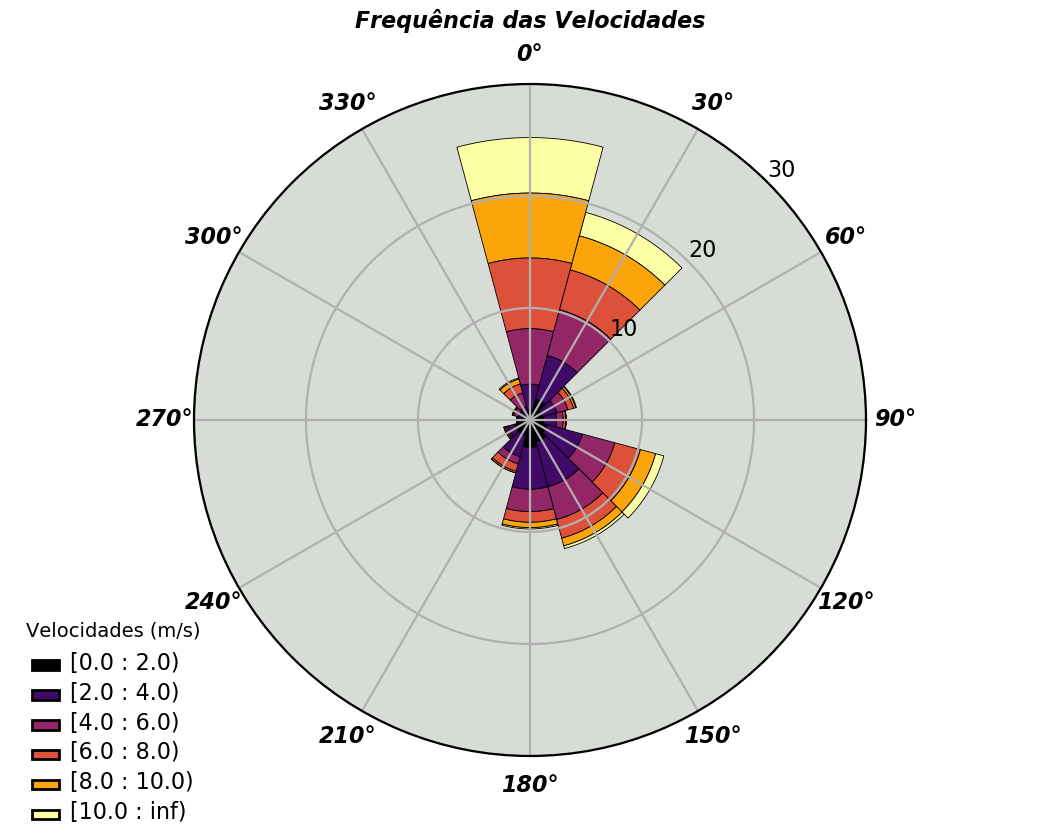 Frequência das Velocidades
0°
330°
30°
30
300°
60°
20
10
270°
90°
240°
120°
210°
150°
180°
Velocidades (m/s)
[0.0 : 2.0)
[2.0 : 4.0)
[4.0 : 6.0)
[6.0 : 8.0)
[8.0 : 10.0)
[10.0 : inf)